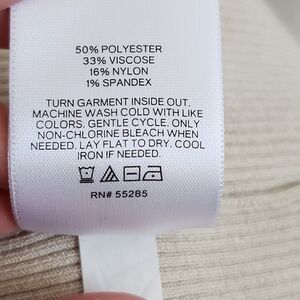 50% POLYESTER
33% VISCOSE
16% NYLON
1% SPANDEX
TURN GARMENT INSIDE OUT.
MACHINE WASH COLD WITH LIKE
COLORS. GENTLE CYCLE. ONLY
NON-CHLORINE BLEACH WHEN
NEEDED. LAY FLAT TO DRY. COOL
IRON IF NEEDED.
RN# 55285